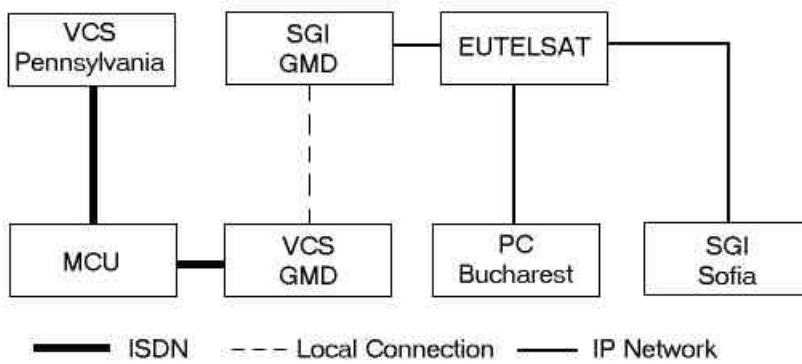 VCS
Pennsylvania
SGI
GMD
EUTELSAT
MCU
VCS
GMD
PC
Bucharest
SGI
Sofia
ISDN
Local Connection
IP Network